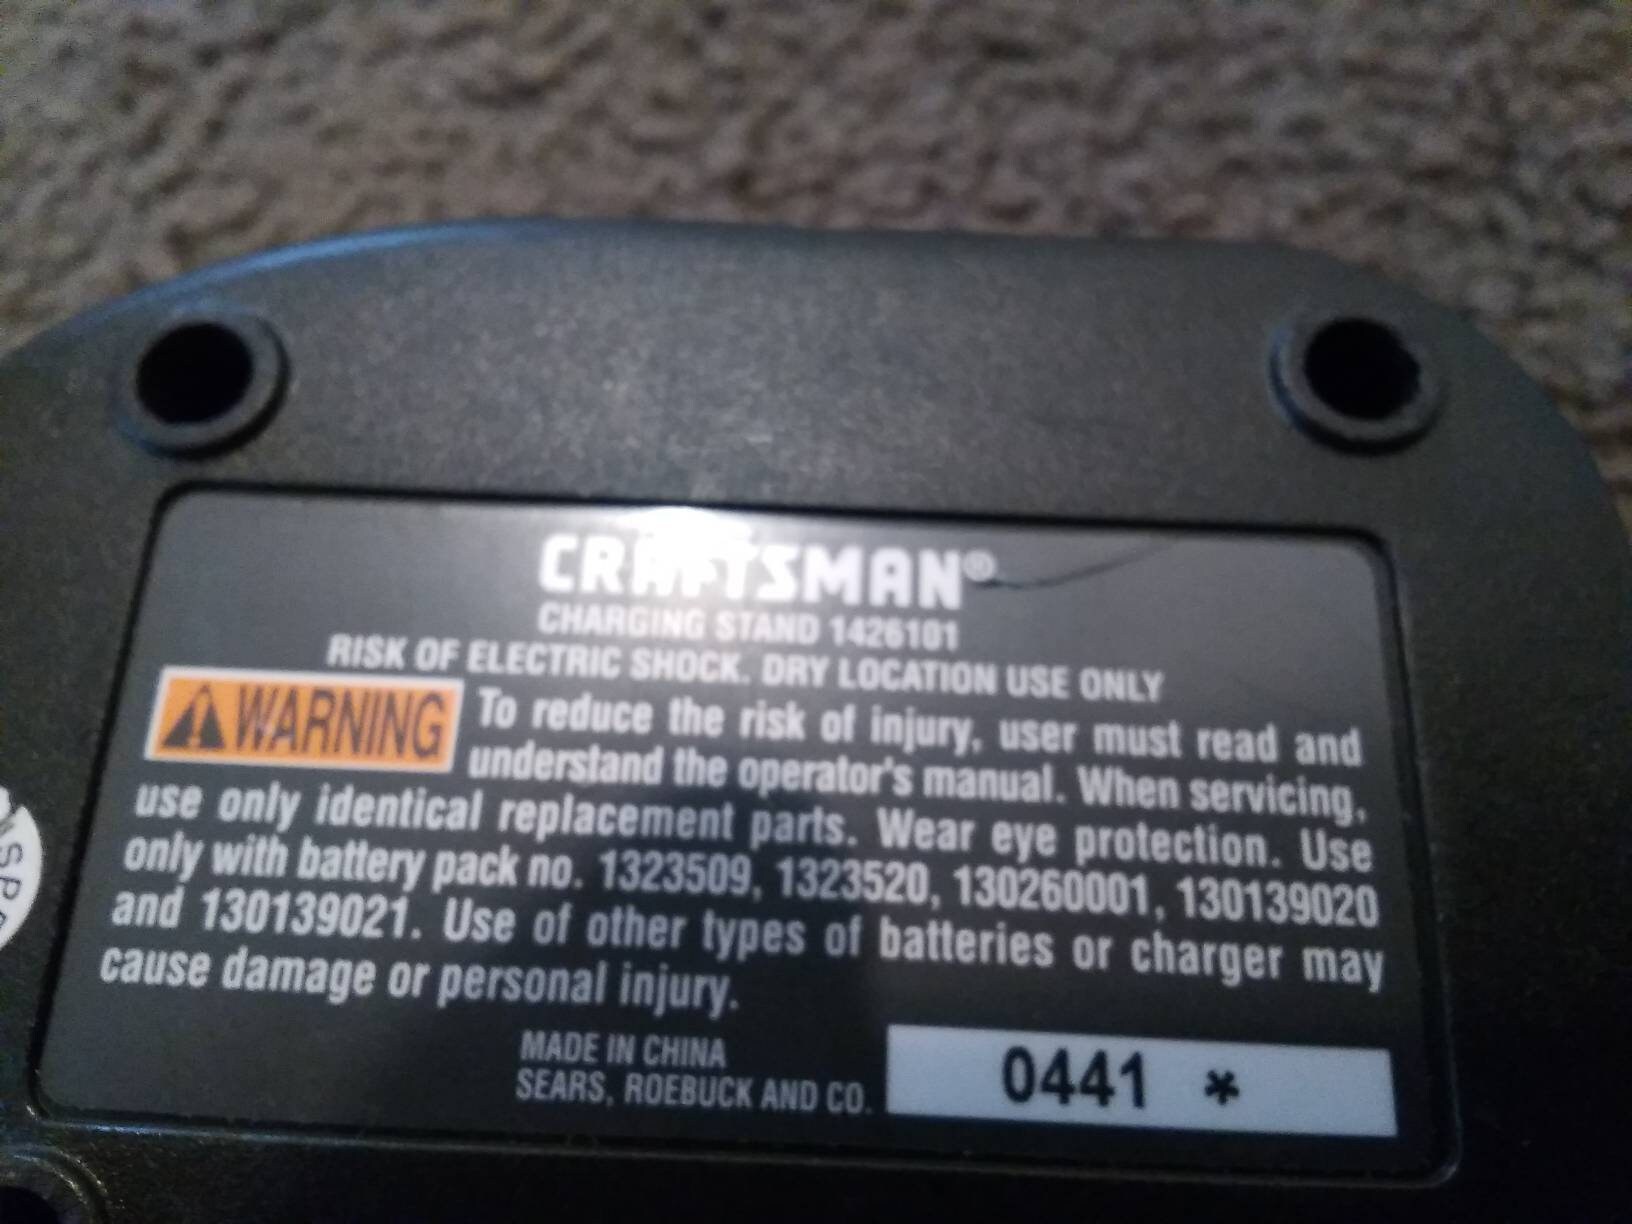 CRAFTSMAN®
CHARGING STAND 1426101
RISK OF ELECTRIC SHOCK. DRY LOCATION USE ONLY
WARNING To reduce the risk of injury, user must read and
understand the operator's manual. When servicing,
use only identical replacement parts. Wear eye protection. Use
only with battery pack no. 1323509, 1323520, 130260001, 130139020
and 130139021. Use of other types of batteries or charger may
cause damage or personal injury.
MADE IN CHINA
SEARS, ROEBUCK AND CO.
0441 *